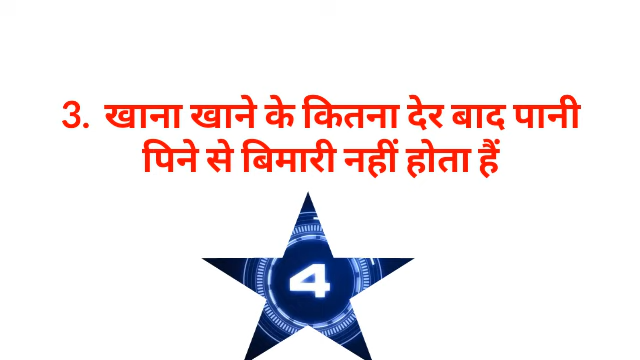 3. खाना खाने के कितना देर बाद पानी
पिने से बिमारी नहीं होता हैं
4